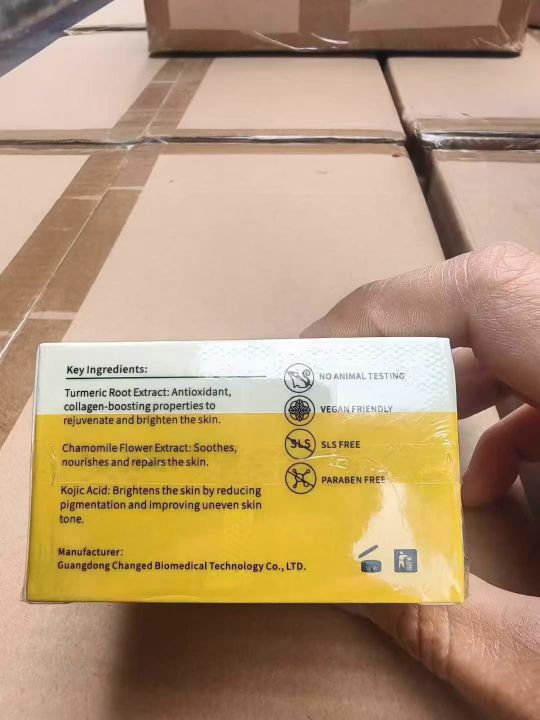 Key Ingredients:
Turmeric Root Extract: Antioxidant,
collagen-boosting properties to
rejuvenate and brighten the skin.
Chamomile Flower Extract: Soothes,
nourishes and repairs the skin.
Kojic Acid: Brightens the skin by reducing
pigmentation and improving uneven skin
tone.
Manufacturer:
Guangdong Changed Biomedical Technology Co., LTD.
NO ANIMAL TESTING
VEGAN FRIENDLY
SLS
SLS FREE
PARABEN FREE